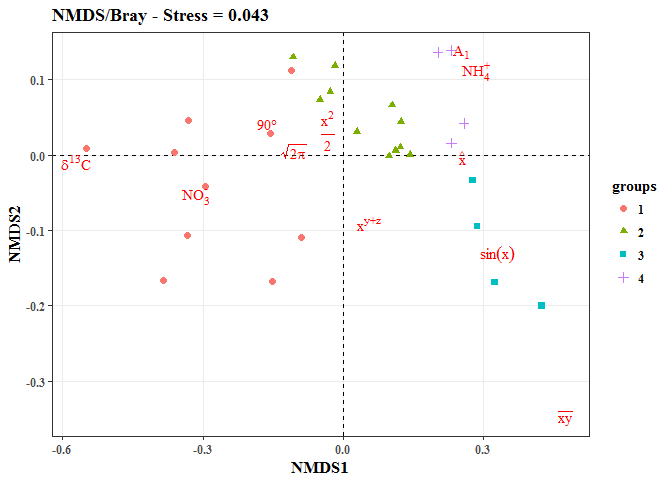 NMDS/Bray - Stress = 0.043
NMDS2
0.1
0.0
-0.1
-0.2
-0.3
A₁
NH₄⁺
x²/2
90°
√2π
δ¹³C
x̂
NO₃⁻
x^(y+z)
sin(x)
x̅y̅
-0.6
-0.3
0.0
0.3
NMDS1
groups
1
2
3
4